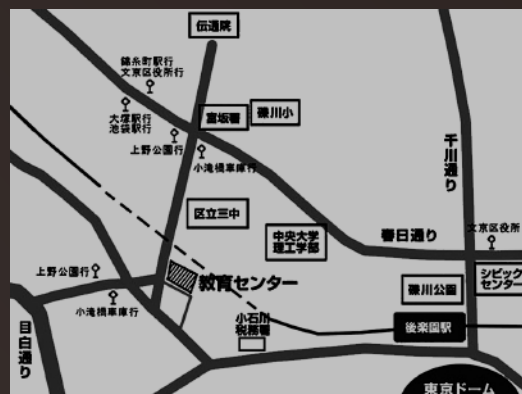 伝通院
錦糸町駅行
文京区役所行
大塚駅行
池袋駅行
富坂署
礫川小
上野公園行
小滝橋車庫行
千川通り
区立三中
中央大学
理工学部
春日通り
文京区役所
上野公園行
教育センター
シビック
センター
礫川公園
小滝橋車庫行
小石川
税務署
後楽園駅
目白通り
東京ドーム